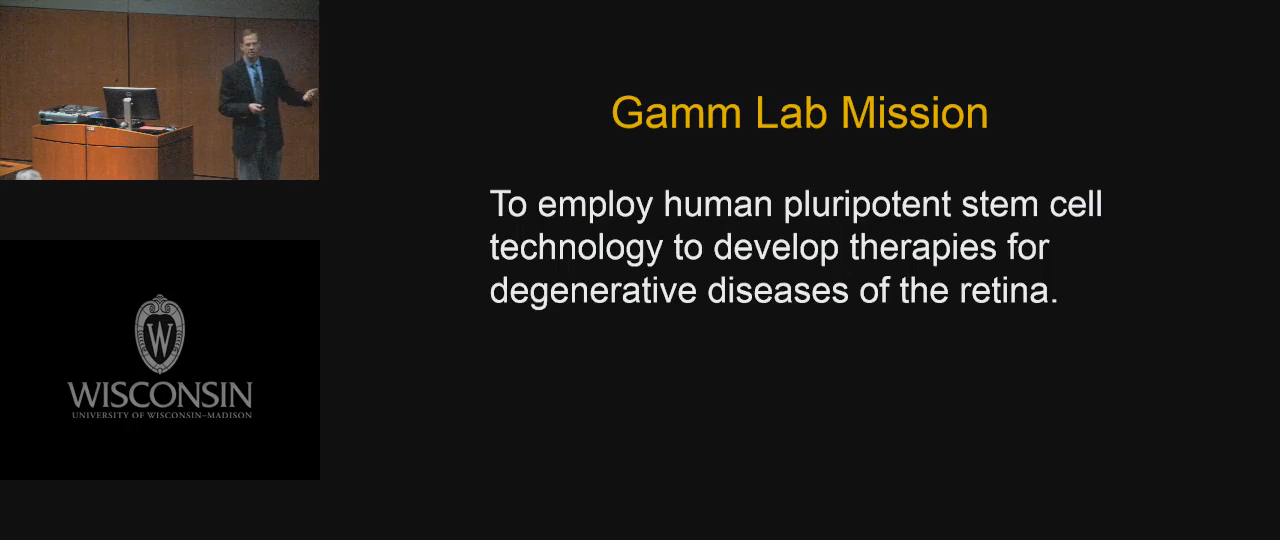 Gamm Lab Mission
To employ human pluripotent stem cell
technology to develop therapies for
degenerative diseases of the retina.
W
WISCONSIN
UNIVERSITY OF WISCONSIN–MADISON